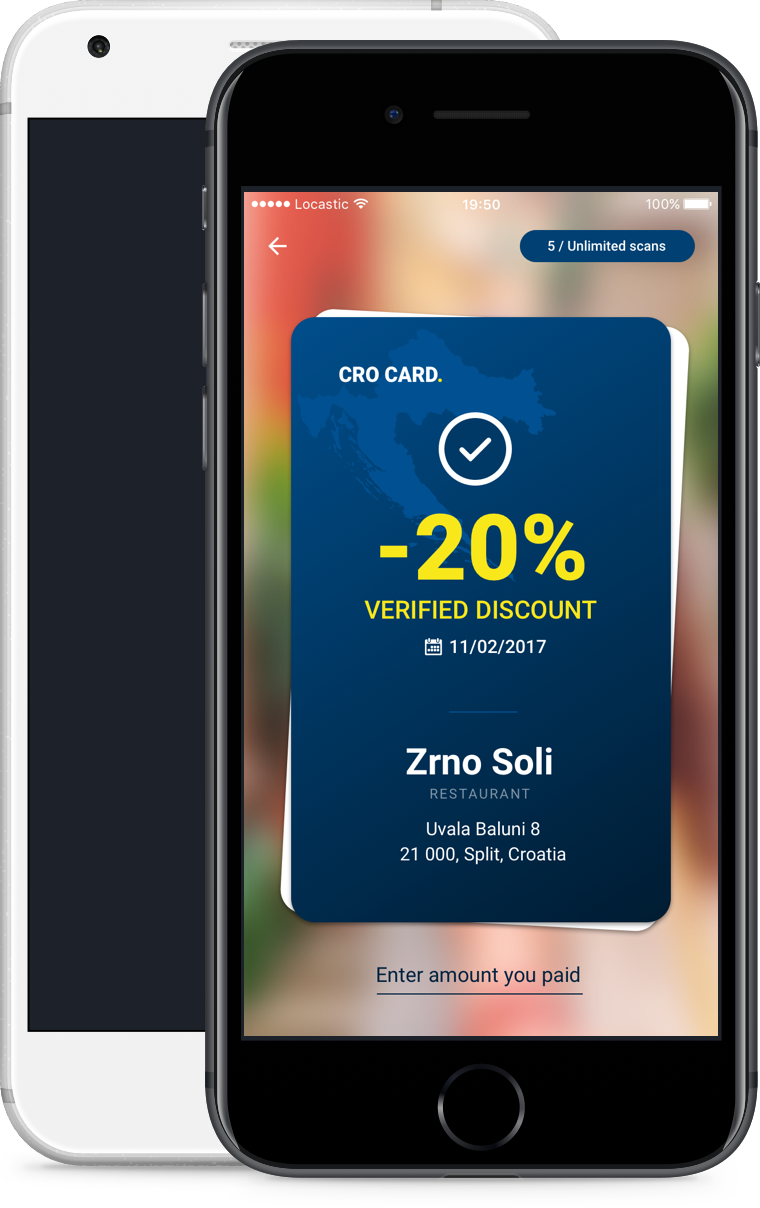 ●●●●● Locastic 19:50 100%
5 / Unlimited scans
CRO CARD.
-20%
VERIFIED DISCOUNT
11/02/2017
Zrno Soli
RESTAURANT
Uvala Baluni 8
21 000, Split, Croatia
Enter amount you paid